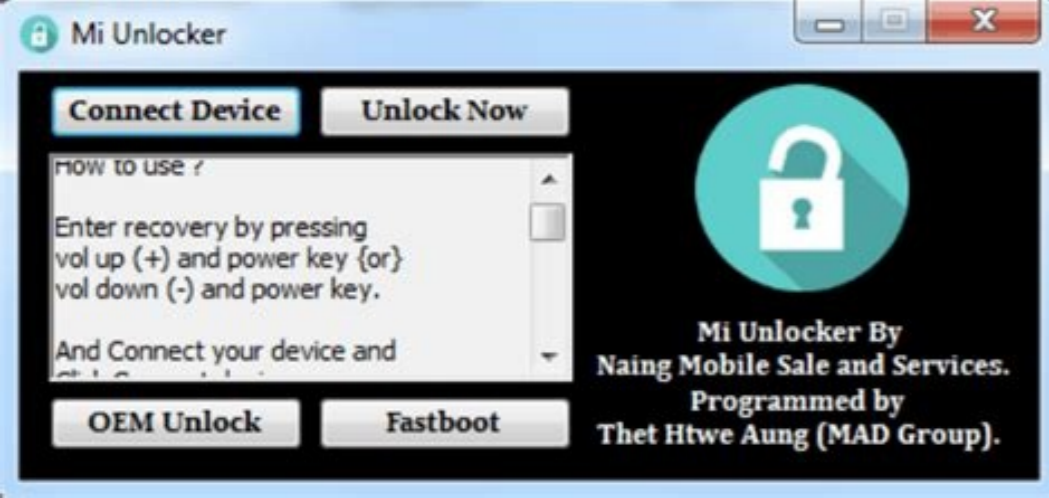 Mi Unlocker
Connect Device
Unlock Now
How to use ?
Enter recovery by pressing
vol up (+) and power key {or}
vol down (-) and power key.
And Connect your device and
OEM Unlock
Fastboot
Mi Unlocker By
Naing Mobile Sale and Services.
Programmed by
Thet Htwe Aung (MAD Group).